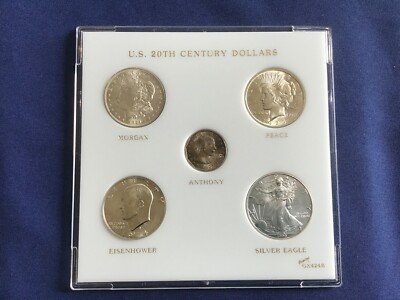 U.S. 20TH CENTURY DOLLARS
MORGAN
PEACE
ANTHONY
EISENHOWER
SILVER EAGLE